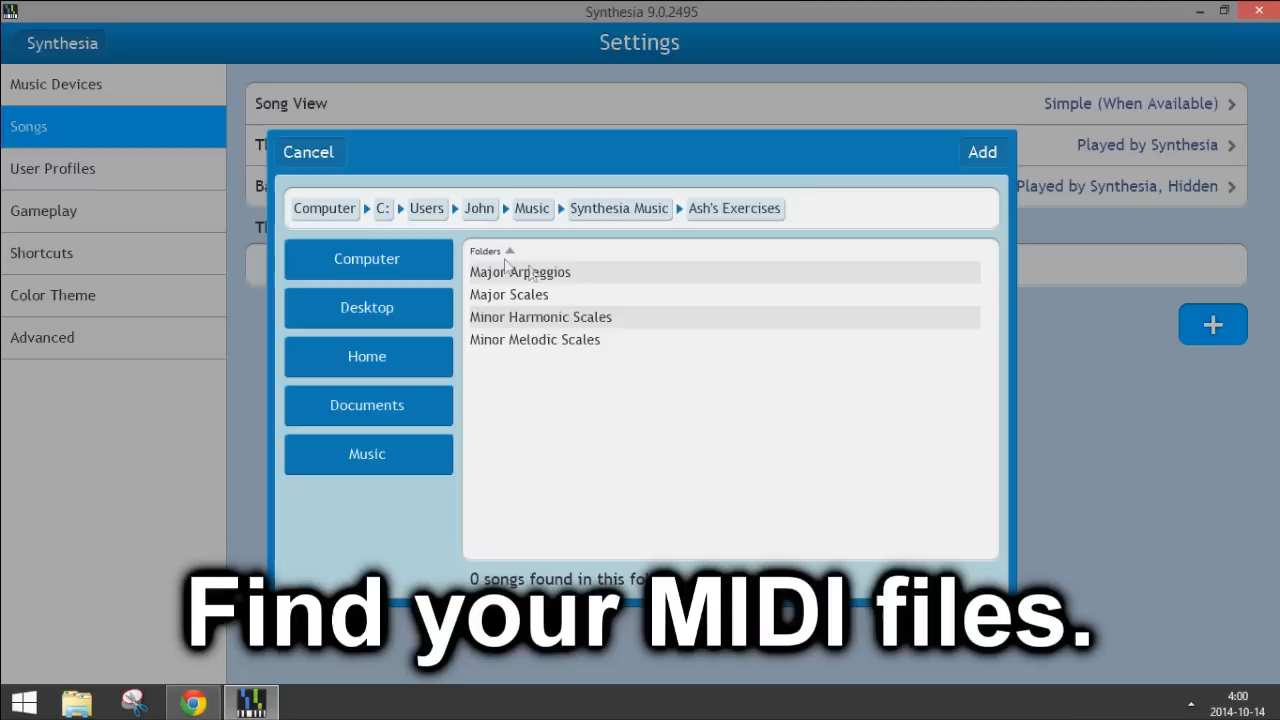 Synthesia 9.0.2495
Synthesia
Settings
Music Devices
Songs
User Profiles
Gameplay
Shortcuts
Color Theme
Advanced
Song View
Simple (When Available)
Played by Synthesia
Played by Synthesia, Hidden
Cancel
Add
Computer C: Users John Music Synthesia Music Ash's Exercises
Computer
Desktop
Home
Documents
Music
Folders
Major Arpeggios
Major Scales
Minor Harmonic Scales
Minor Melodic Scales
0 songs found in this
Find your MIDI files.
4:00
2014-10-14